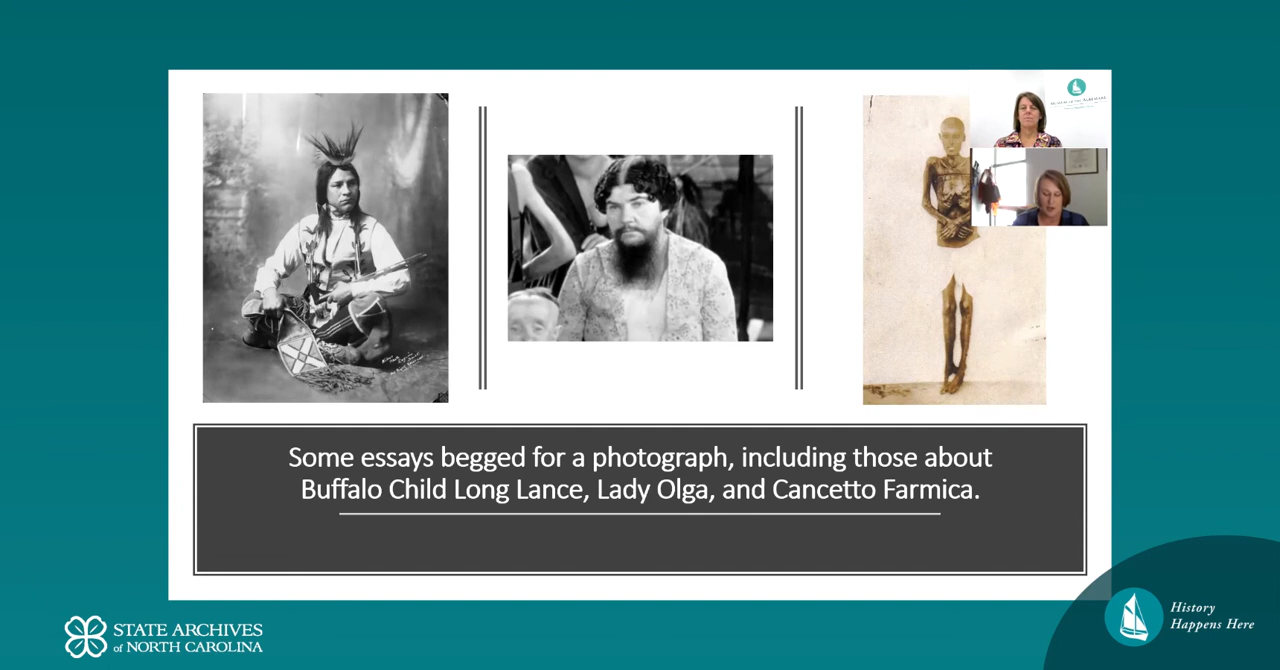 Some essays begged for a photograph, including those about
Buffalo Child Long Lance, Lady Olga, and Cancetto Farmica.
STATE ARCHIVES
of NORTH CAROLINA
History
Happens Here